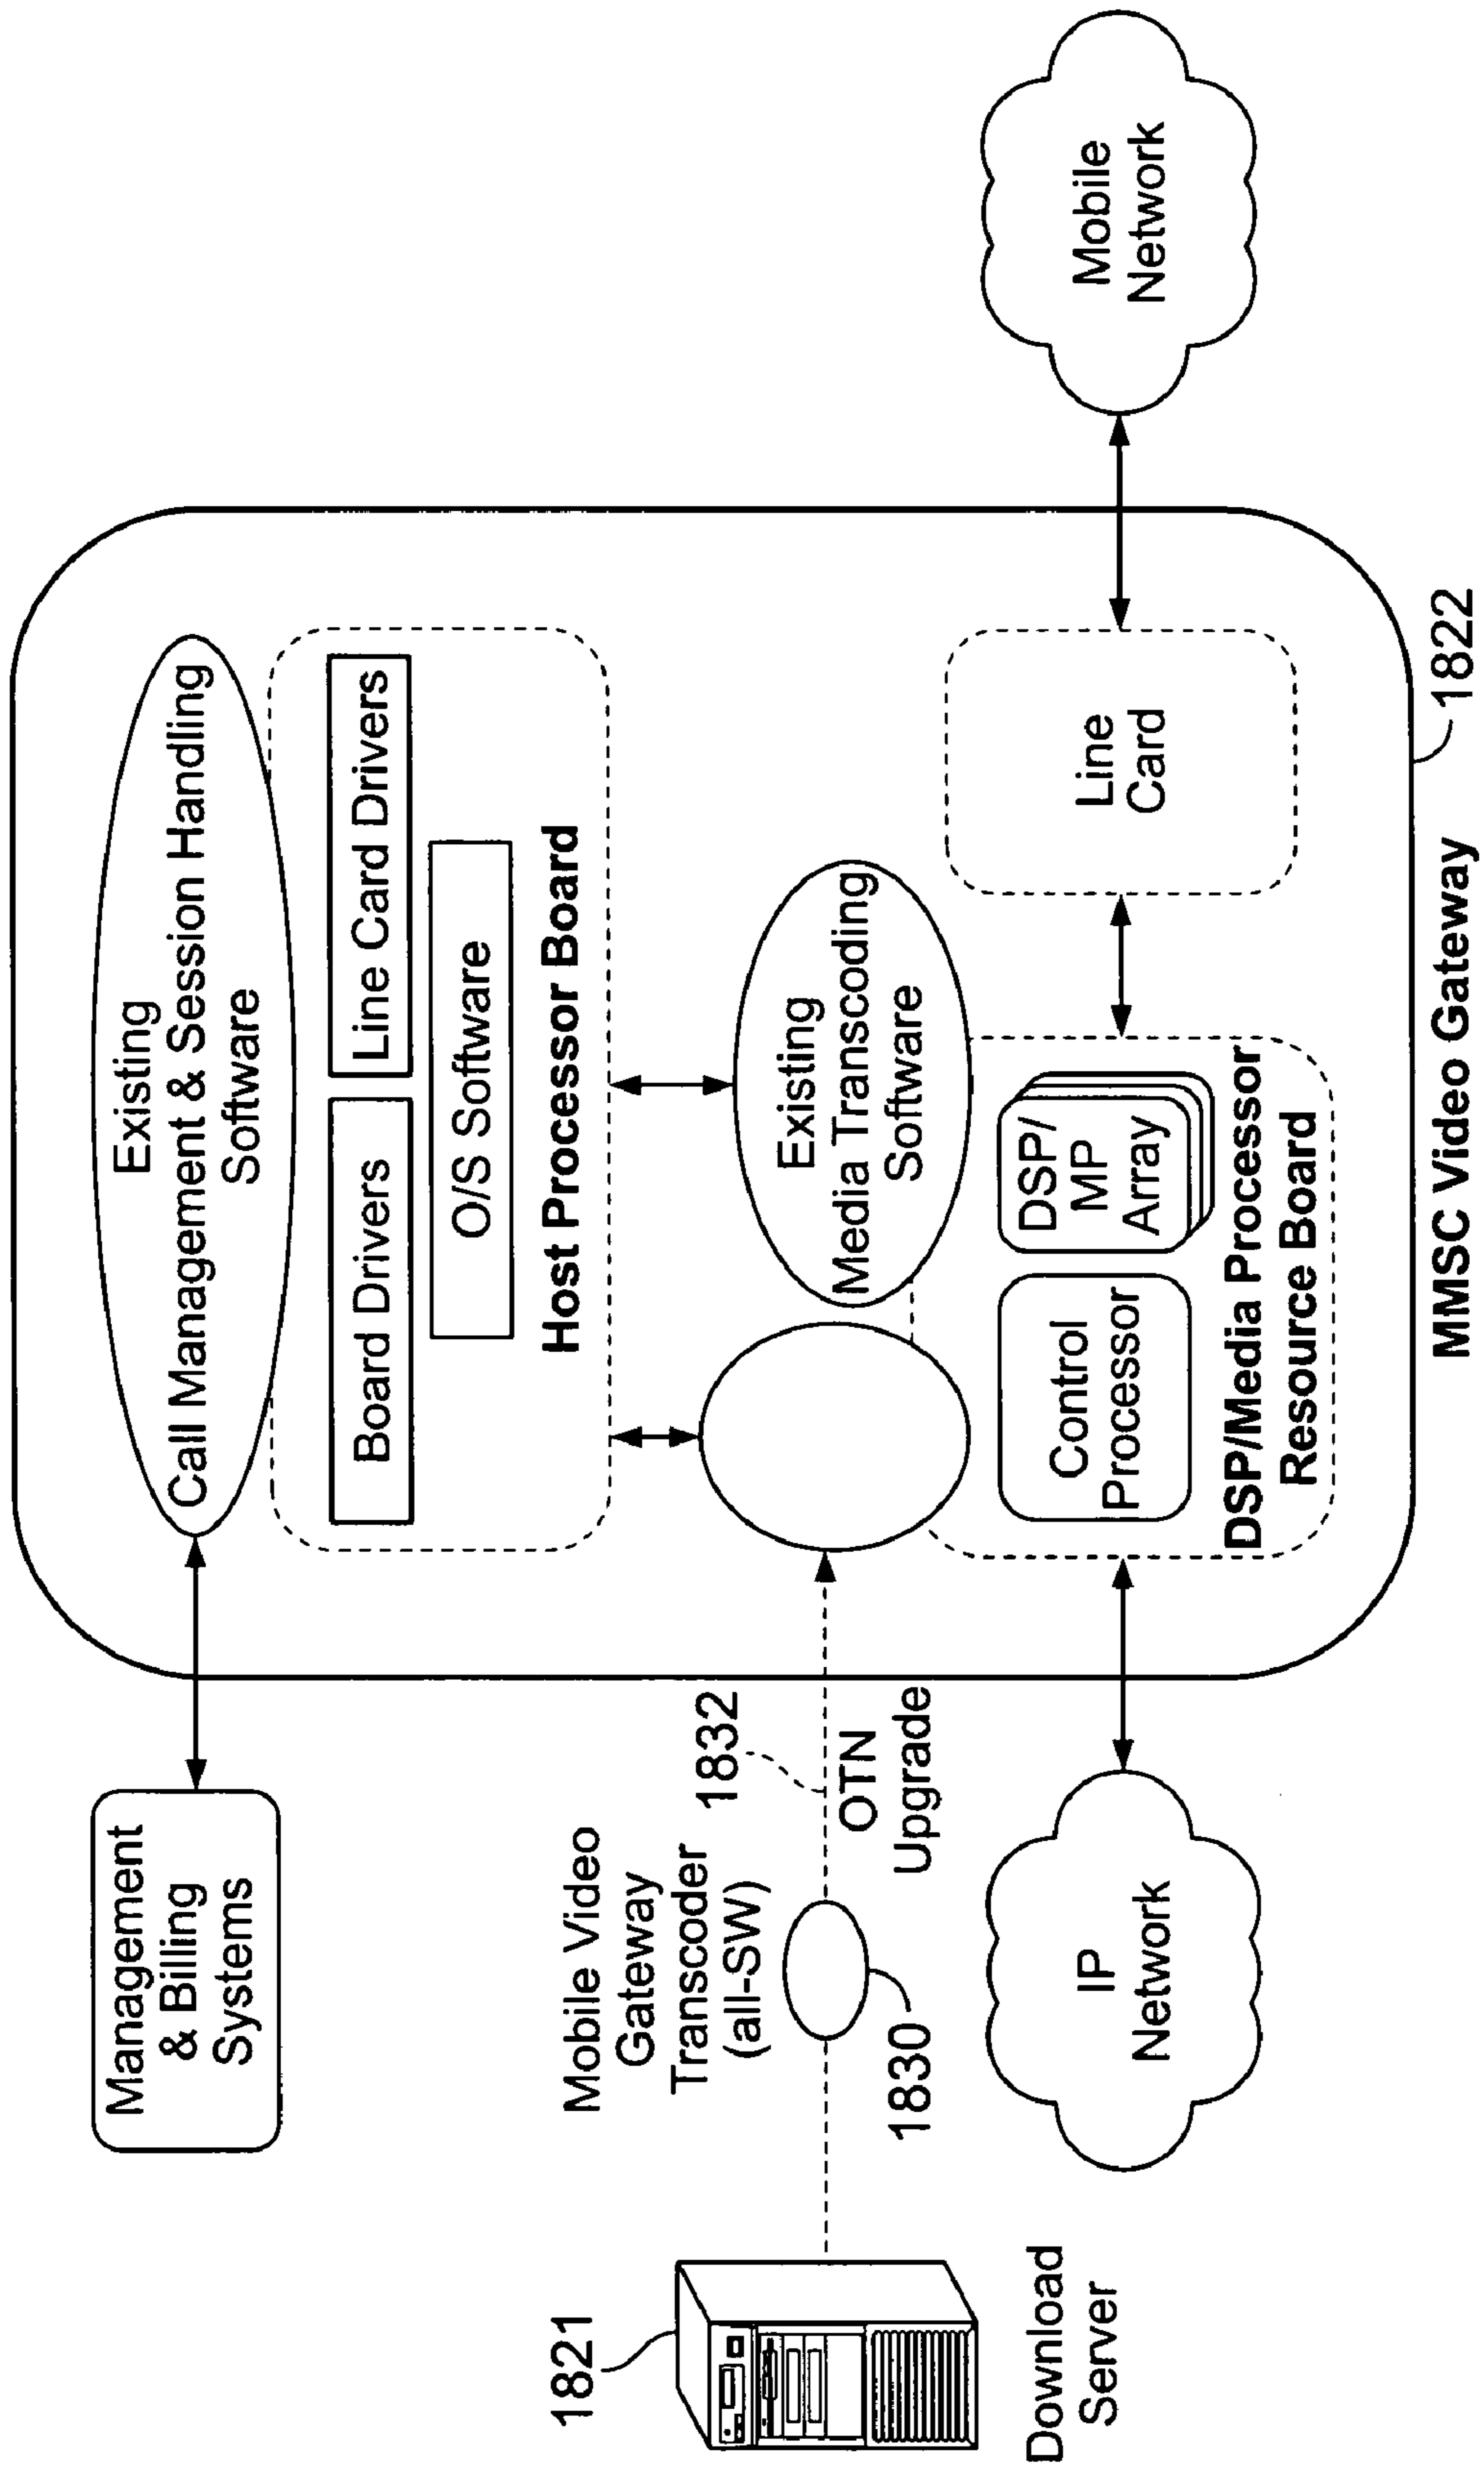 Management
& Billing
Systems
Existing
Call Management & Session Handling
Software
Board Drivers
Line Card Drivers
O/S Software
Host Processor Board
Mobile Video
Gateway
Transcoder
(all-SW)
1821
1830
1832
OTN
Upgrade
Download
Server
Existing
Media Transcoding
Software
IP
Network
Control
Processor
DSP/
MP
Array
DSP/Media Processor
Resource Board
Line
Card
Mobile
Network
MMSC Video Gateway
1822